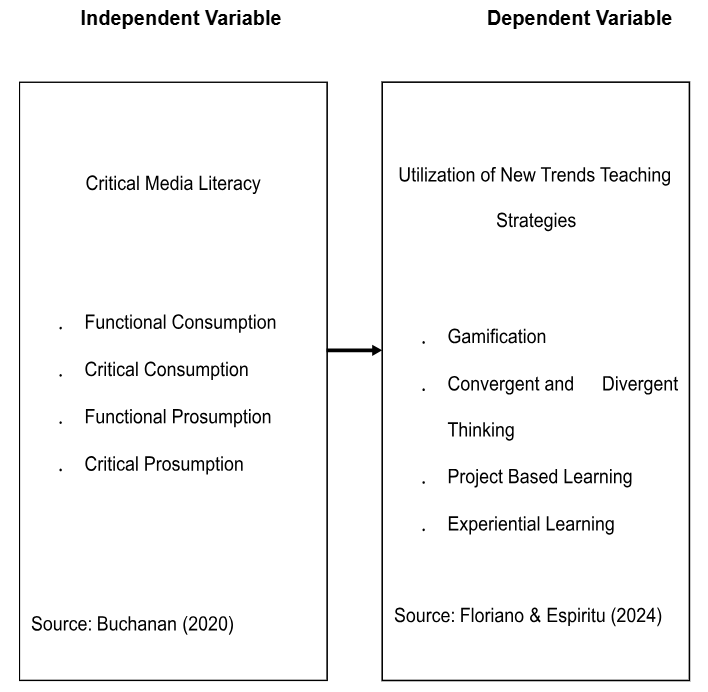 Independent Variable
Dependent Variable
Critical Media Literacy
. Functional Consumption
. Critical Consumption
. Functional Prosumption
. Critical Prosumption
Source: Buchanan (2020)
Utilization of New Trends Teaching
Strategies
. Gamification
. Convergent and Divergent
Thinking
. Project Based Learning
. Experiential Learning
Source: Floriano & Espiritu (2024)